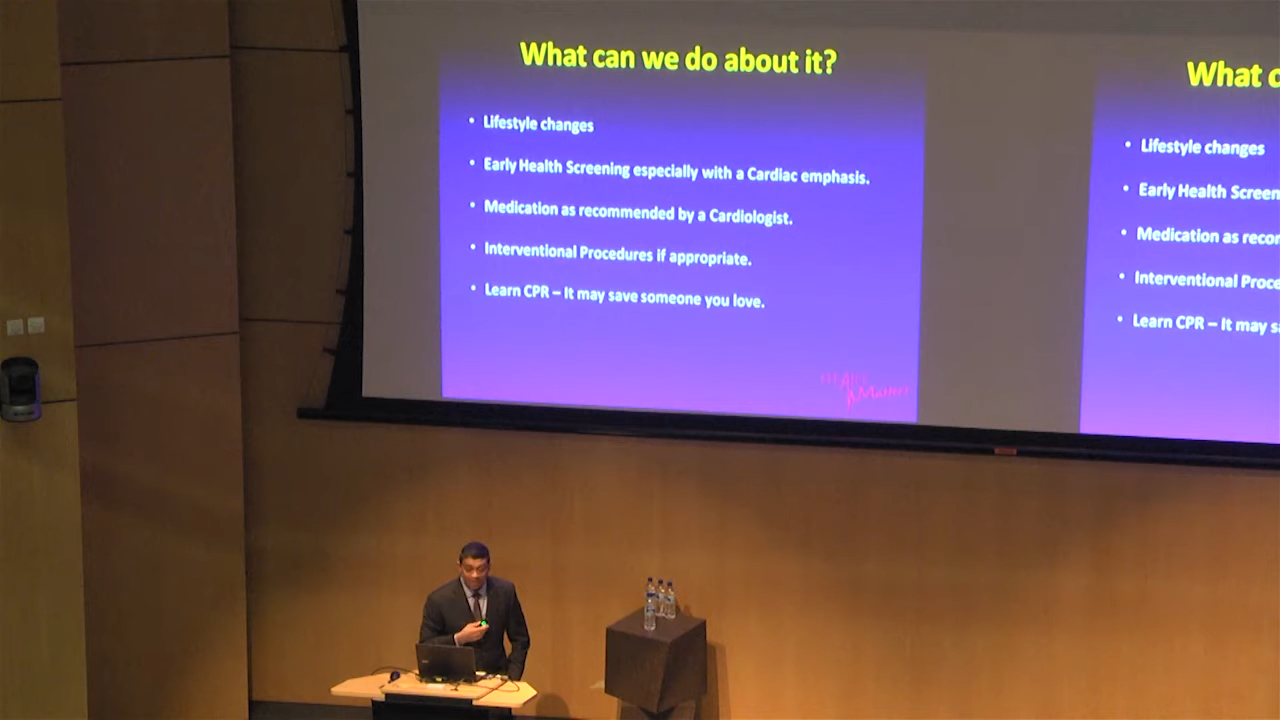 What can we do about it?
• Lifestyle changes
• Early Health Screening especially with a Cardiac emphasis.
• Medication as recommended by a Cardiologist.
• Interventional Procedures if appropriate.
• Learn CPR – It may save someone you love.
Matters
What
• Lifestyle changes
• Early Health Screen
• Medication as reco
• Interventional Proce
• Learn CPR – It may s